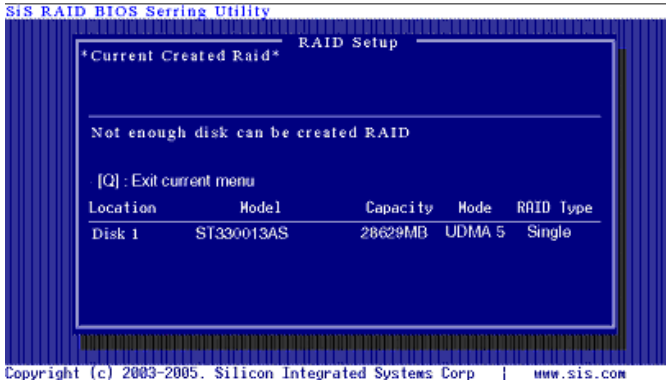 SiS RAID BIOS Serring Utility
RAID Setup
*Current Created Raid*
Not enough disk can be created RAID
[Q] : Exit current menu
Location Model Capacity Mode RAID Type
Disk 1 ST330013AS 28629MB UDMA 5 Single
Copyright (c) 2003-2005. Silicon Integrated Systems Corp | www.sis.com